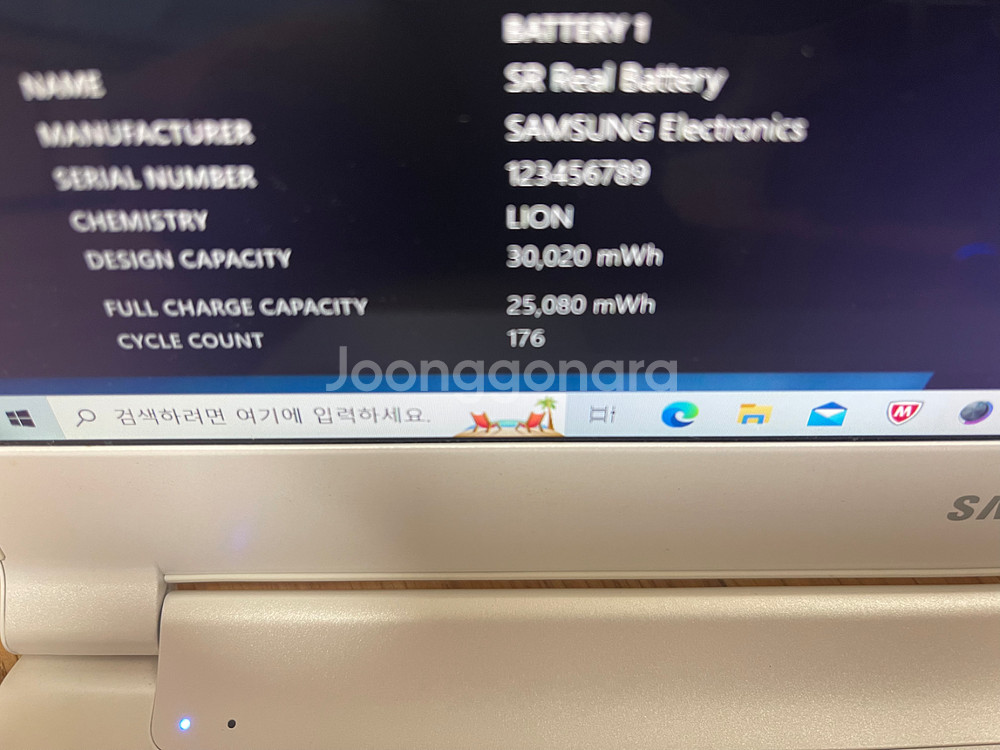 BATTERY 1
NAME SR Real Battery
MANUFACTURER SAMSUNG Electronics
SERIAL NUMBER 123456789
CHEMISTRY LION
DESIGN CAPACITY 30,020 mWh
FULL CHARGE CAPACITY 25,080 mWh
CYCLE COUNT 176
Joonggonara
검색하려면 여기에 입력하세요.
SA